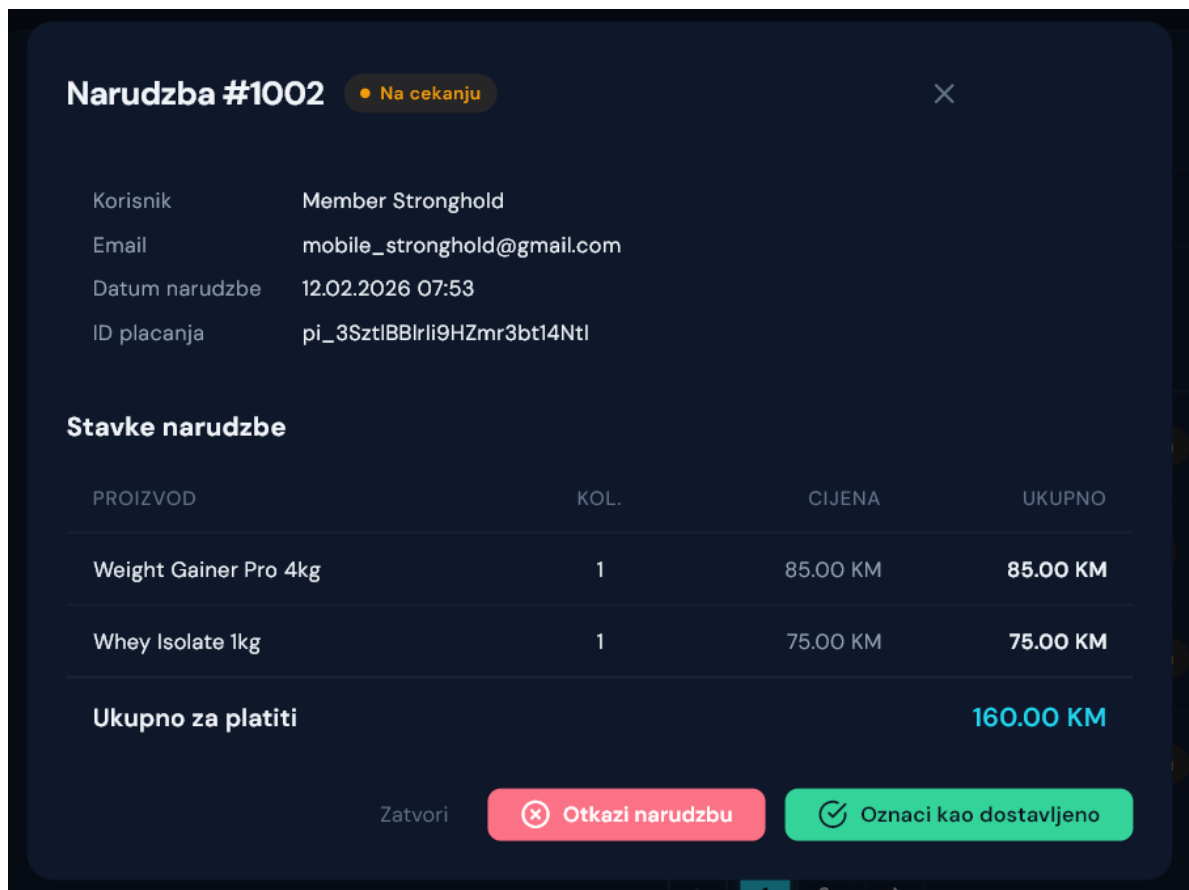 Narudzba #1002 Na cekanju
Korisnik Member Stronghold
Email mobile_stronghold@gmail.com
Datum narudzbe 12.02.2026 07:53
ID placanja pi_3SztlBBlrIi9HZmr3bt14Ntl
Stavke narudzbe
PROIZVOD KOL. CIJENA UKUPNO
Weight Gainer Pro 4kg 1 85.00 KM 85.00 KM
Whey Isolate 1kg 1 75.00 KM 75.00 KM
Ukupno za platiti 160.00 KM
Zatvori Otkazi narudzbu Oznaci kao dostavljeno